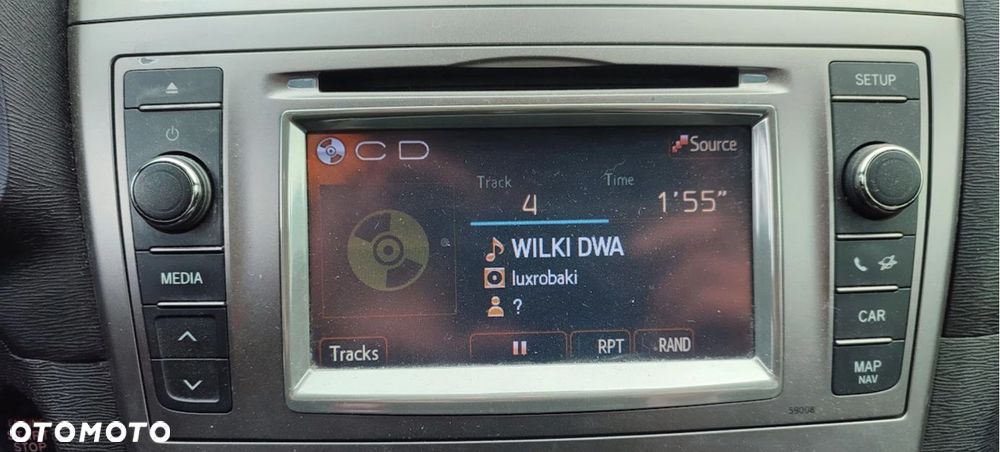 SETUP
CD
Source
Track
Time
4
1'55"
WILKI DWA
luxrobaki
?
MEDIA
CAR
Tracks
RPT
RAND
MAP
NAV
59008
OTOMOTO
STOP